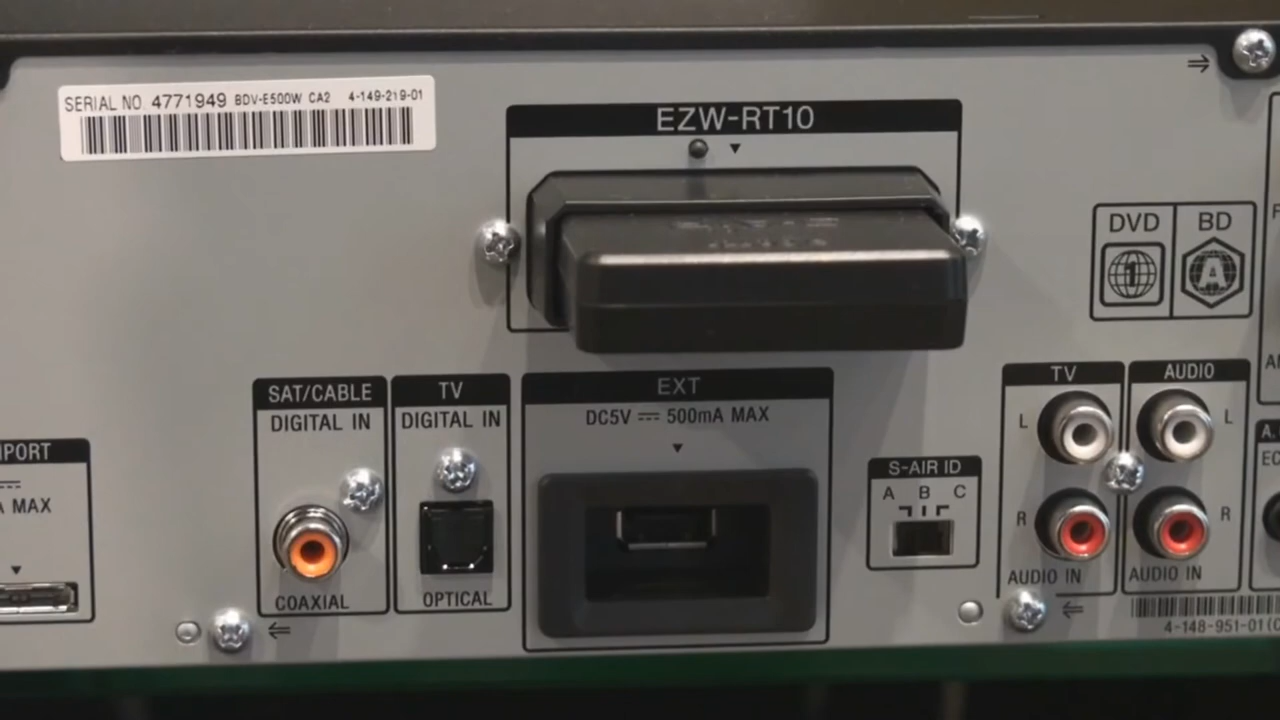 SERIAL NO. 4771949 BDV-E500W CA2 4-149-219-01
EZW-RT10
DVD
BD
1
A
SAT/CABLE
DIGITAL IN
COAXIAL
TV
DIGITAL IN
OPTICAL
EXT
DC5V 500mA MAX
S-AIR ID
A B C
TV
L
R
AUDIO IN
AUDIO
L
R
AUDIO IN
4-148-951-01
MPORT
A MAX
A.
EC